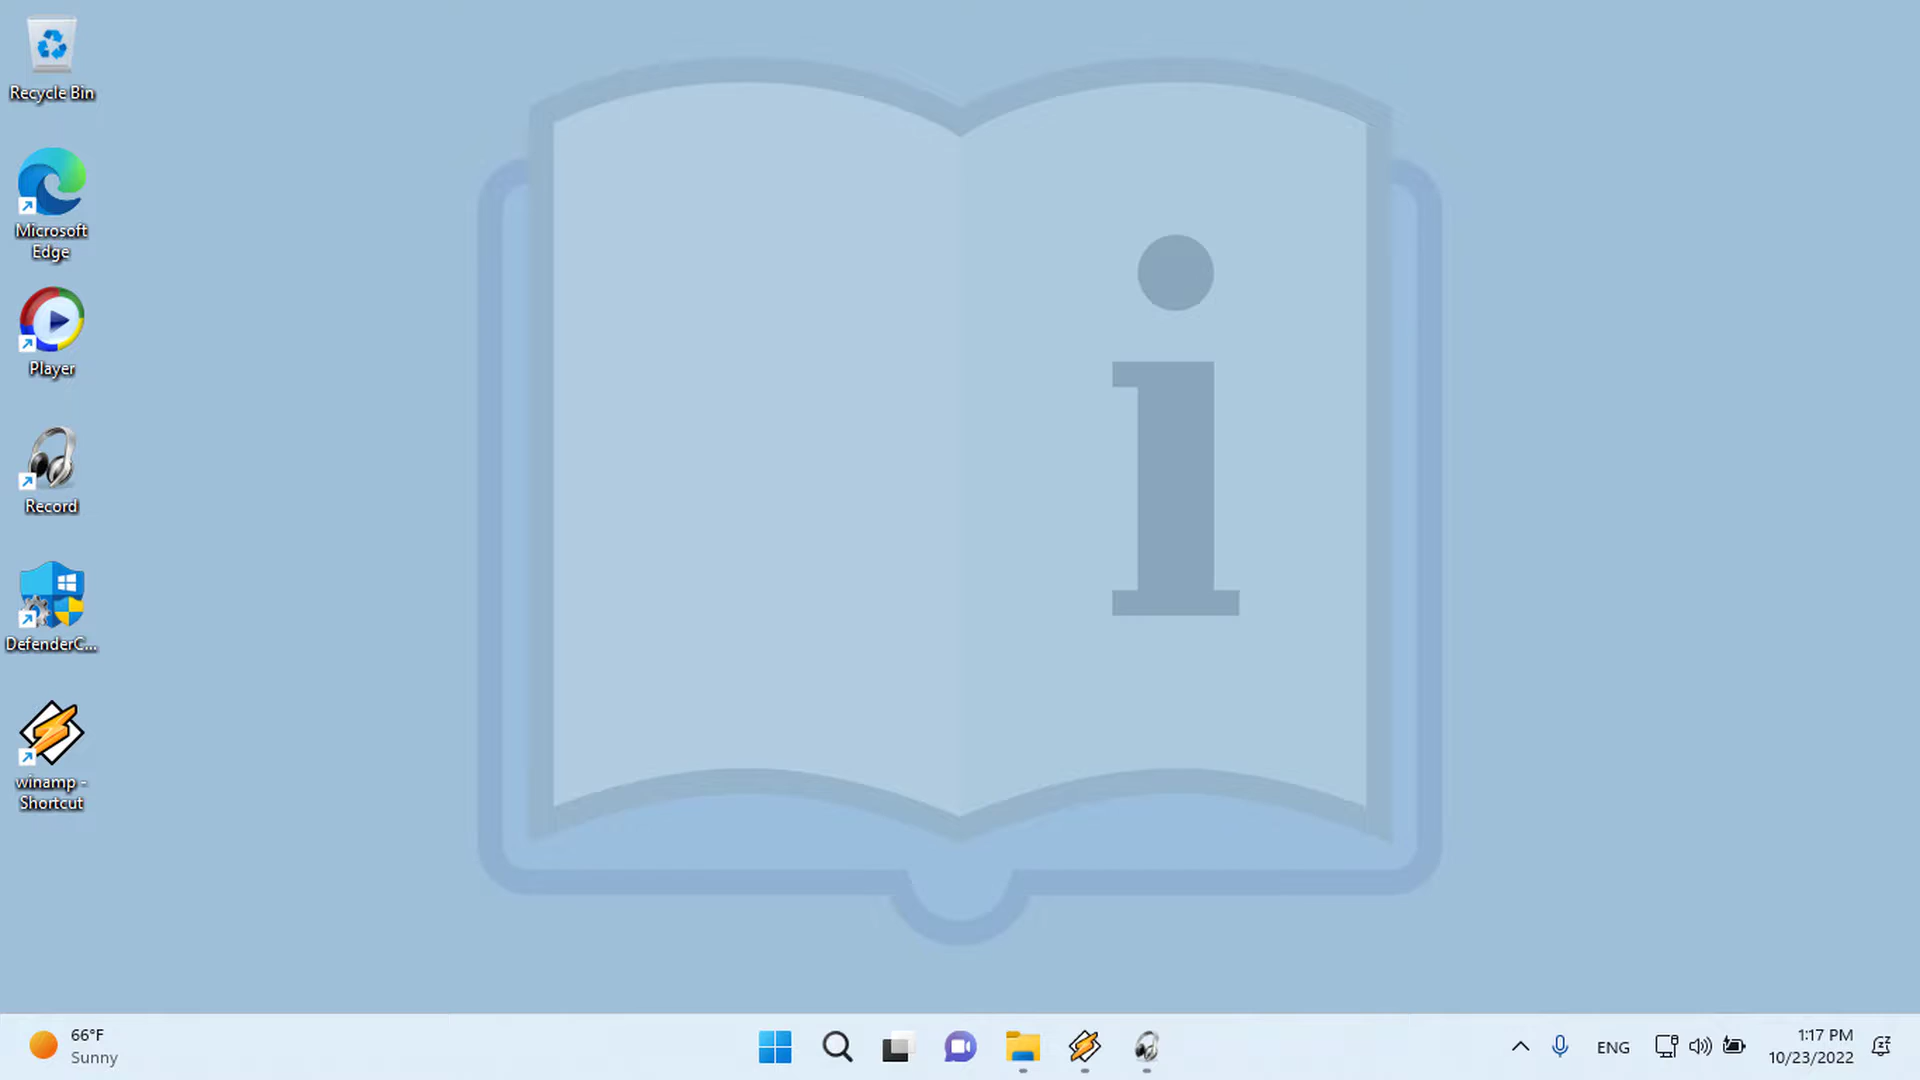 Recycle Bin
Microsoft
Edge
Player
Record
DefenderC...
winamp -
Shortcut
66°F
Sunny
ENG
1:17 PM
10/23/2022